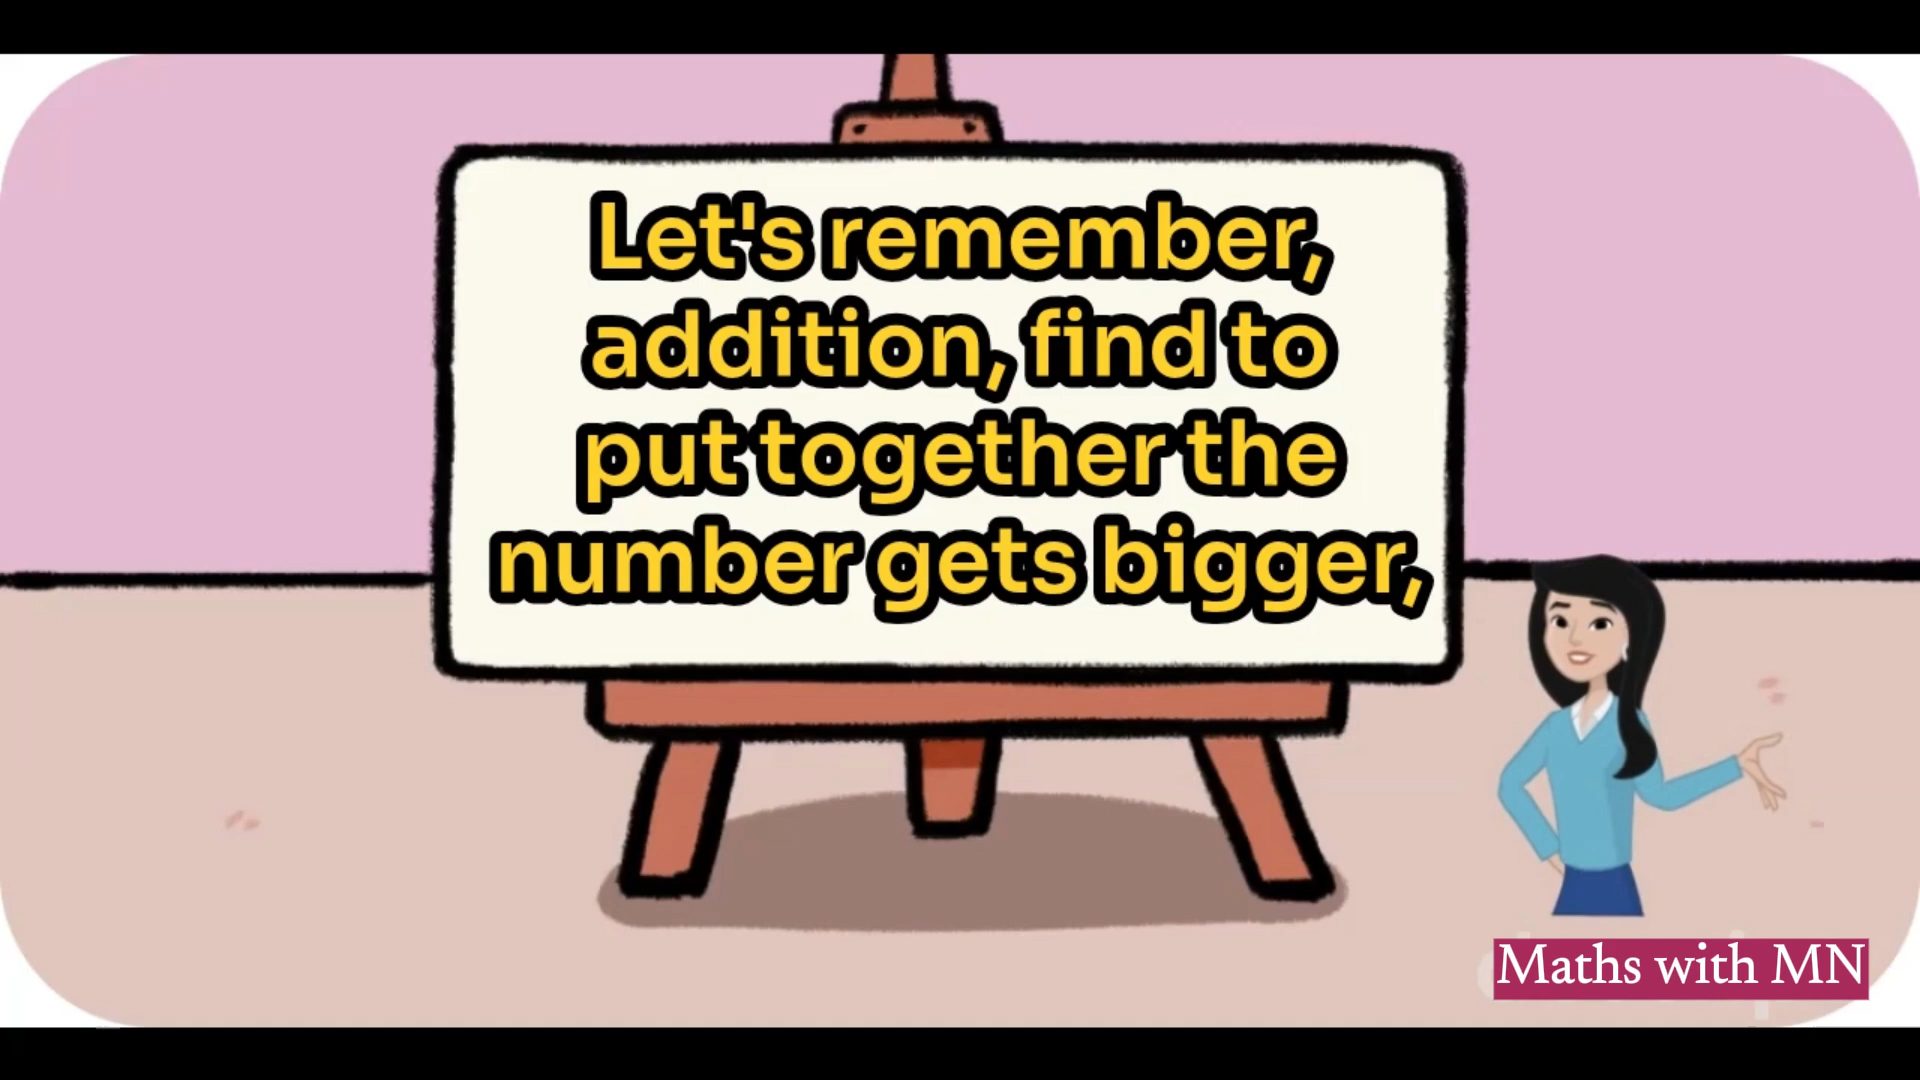 Let's remember,
addition, find to
put together the
number gets bigger,
Maths with MN